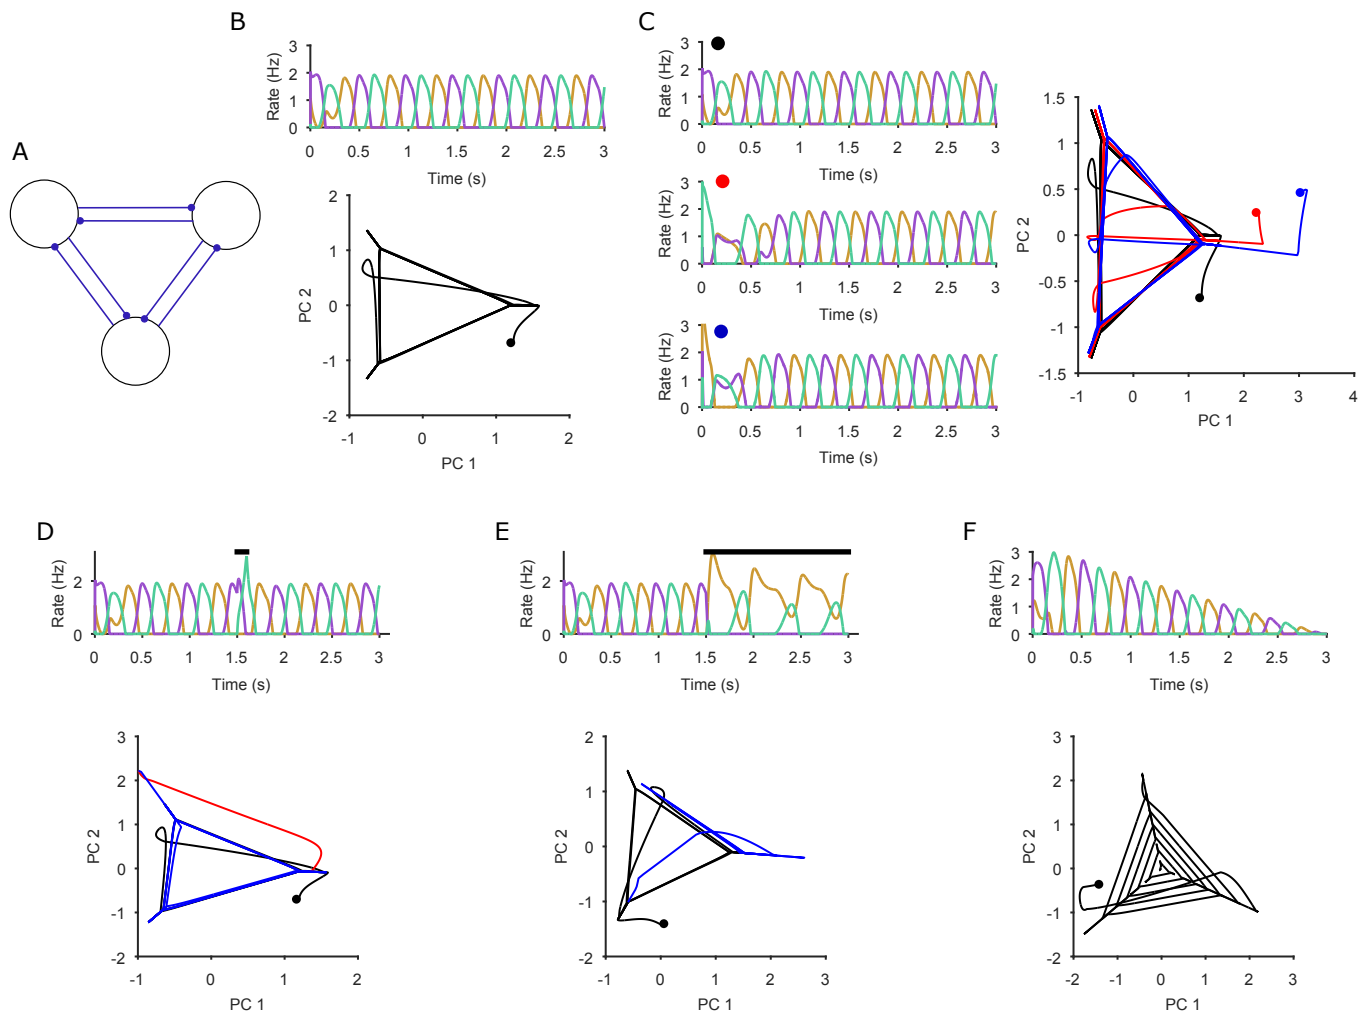 A
B
Rate (Hz)
3
2
1
0
0 0.5 1 1.5 2 2.5 3
Time (s)
PC 2
2
1
0
-1
-2
-1 0 1 2
PC 1
C
Rate (Hz)
3
2
1
0
0 0.5 1 1.5 2 2.5 3
Time (s)
Rate (Hz)
3
2
1
0
0 0.5 1 1.5 2 2.5 3
Time (s)
Rate (Hz)
3
2
1
0
0 0.5 1 1.5 2 2.5 3
Time (s)
PC 2
1.5
1
0.5
0
-0.5
-1
-1.5
-1 0 1 2 3 4
PC 1
D
Rate (Hz)
2
0
0 0.5 1 1.5 2 2.5 3
Time (s)
PC 2
3
2
1
0
-1
-2
-1 0 1 2
PC 1
E
Rate (Hz)
2
0
0 0.5 1 1.5 2 2.5 3
Time (s)
PC 2
2
1
0
-1
-2
-1 0 1 2 3
PC 1
F
Rate (Hz)
3
2
1
0
0 0.5 1 1.5 2 2.5 3
Time (s)
PC 2
3
2
1
0
-1
-2
-2 -1 0 1 2 3
PC 1